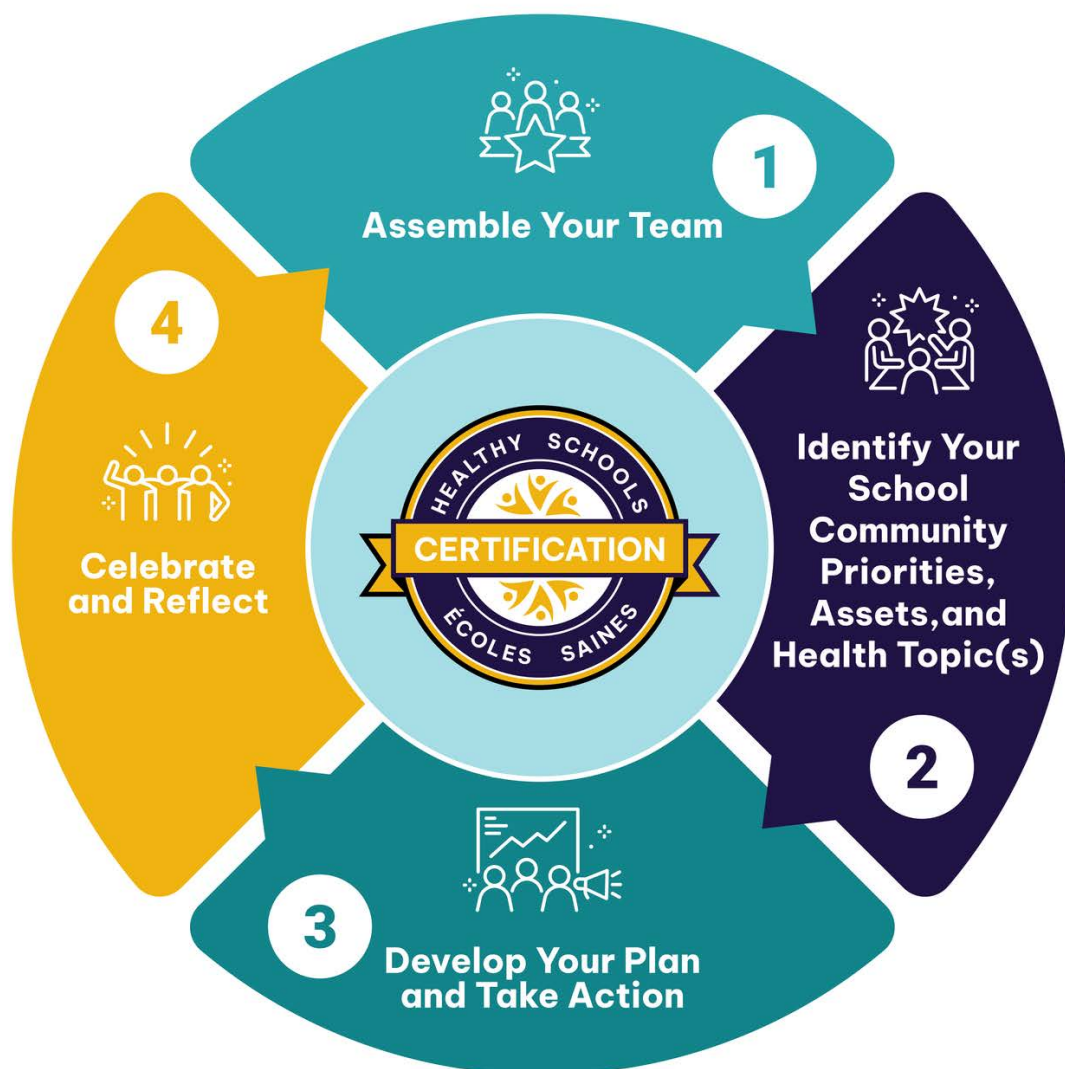 1
Assemble Your Team
2
Identify Your
School
Community
Priorities,
Assets,and
Health Topic(s)
3
Develop Your Plan
and Take Action
4
Celebrate
and Reflect
HEALTHY SCHOOLS
CERTIFICATION
ÉCOLES SAINES